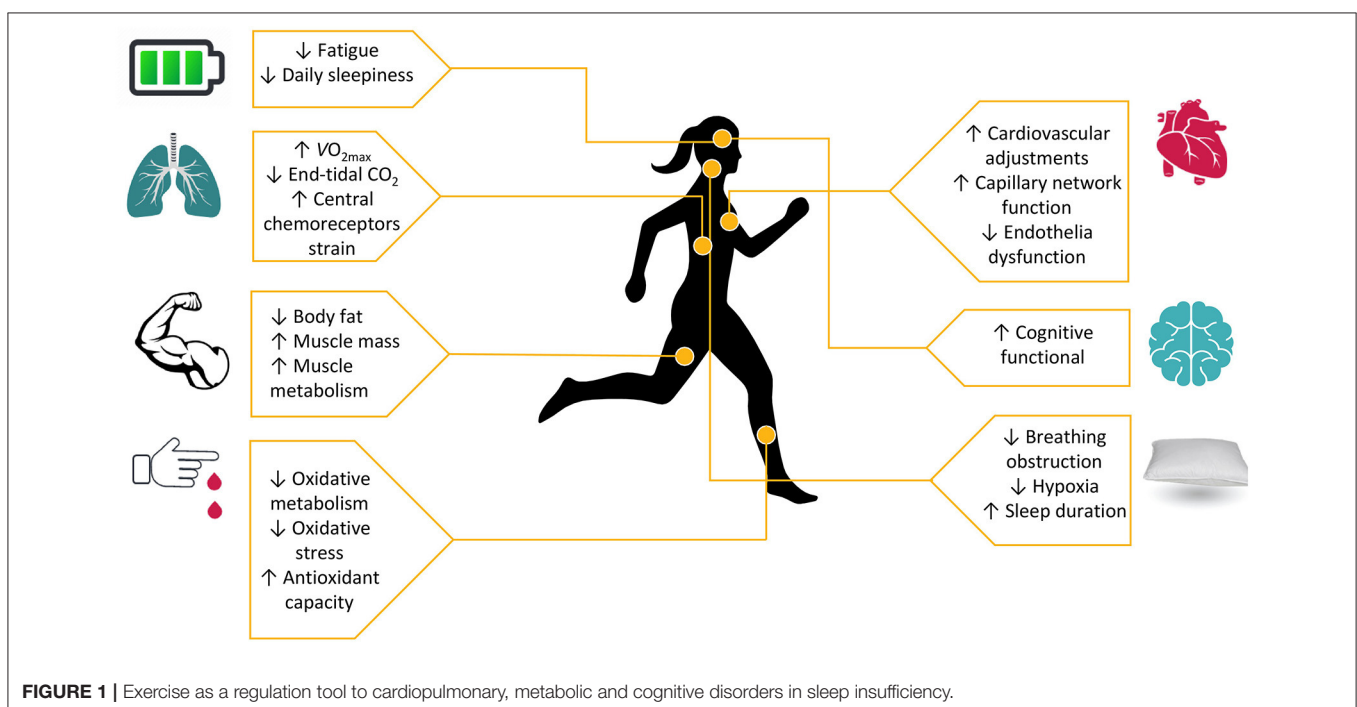 ↓ Fatigue
↓ Daily sleepiness
↑ VO2max
↓ End-tidal CO2
↑ Central
chemoreceptors
strain
↓ Body fat
↑ Muscle mass
↑ Muscle
metabolism
↓ Oxidative
metabolism
↓ Oxidative
stress
↑ Antioxidant
capacity
↑ Cardiovascular
adjustments
↑ Capillary network
function
↓ Endothelia
dysfunction
↑ Cognitive
functional
↓ Breathing
obstruction
↓ Hypoxia
↑ Sleep duration
FIGURE 1 | Exercise as a regulation tool to cardiopulmonary, metabolic and cognitive disorders in sleep insufficiency.